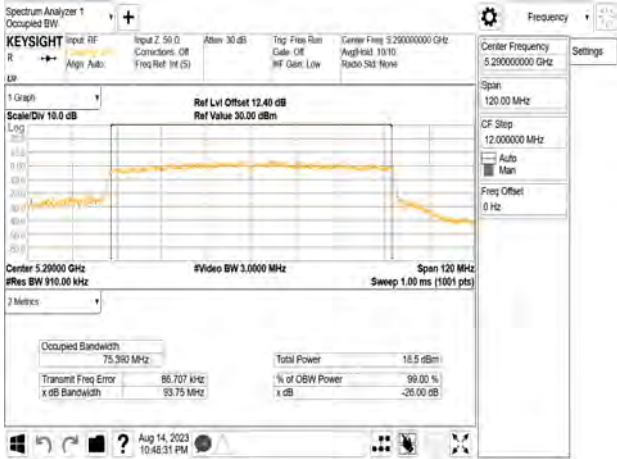 Spectrum Analyzer 1
Occupied BW
+
Frequency
KEYSIGHT Input: RF
R
Align: Auto
Input Z: 50 Ω
Corrections: Off
Freq Ref: Int (S)
Atten: 30 dB
Trig: Free Run
Gate: Off
#IF Gain: Low
Center Freq: 5.290000000 GHz
Avg|Hold: 10/10
Radio Std: None
Center Frequency
5.290000000 GHz
Settings
Span
120.00 MHz
CF Step
12.000000 MHz
Auto
Man
Freq Offset
0 Hz
1 Graph
Scale/Div 10.0 dB
Log
Ref Lvl Offset 12.40 dB
Ref Value 30.00 dBm
Center 5.29000 GHz
#Res BW 910.00 kHz
#Video BW 3.0000 MHz
Span 120 MHz
Sweep 1.00 ms (1001 pts)
2 Metrics
Occupied Bandwidth
75.390 MHz
Total Power 18.5 dBm
Transmit Freq Error 86.707 kHz
% of OBW Power 99.00 %
x dB Bandwidth 93.75 MHz
x dB -26.00 dB
?
Aug 14, 2023
10:48:31 PM